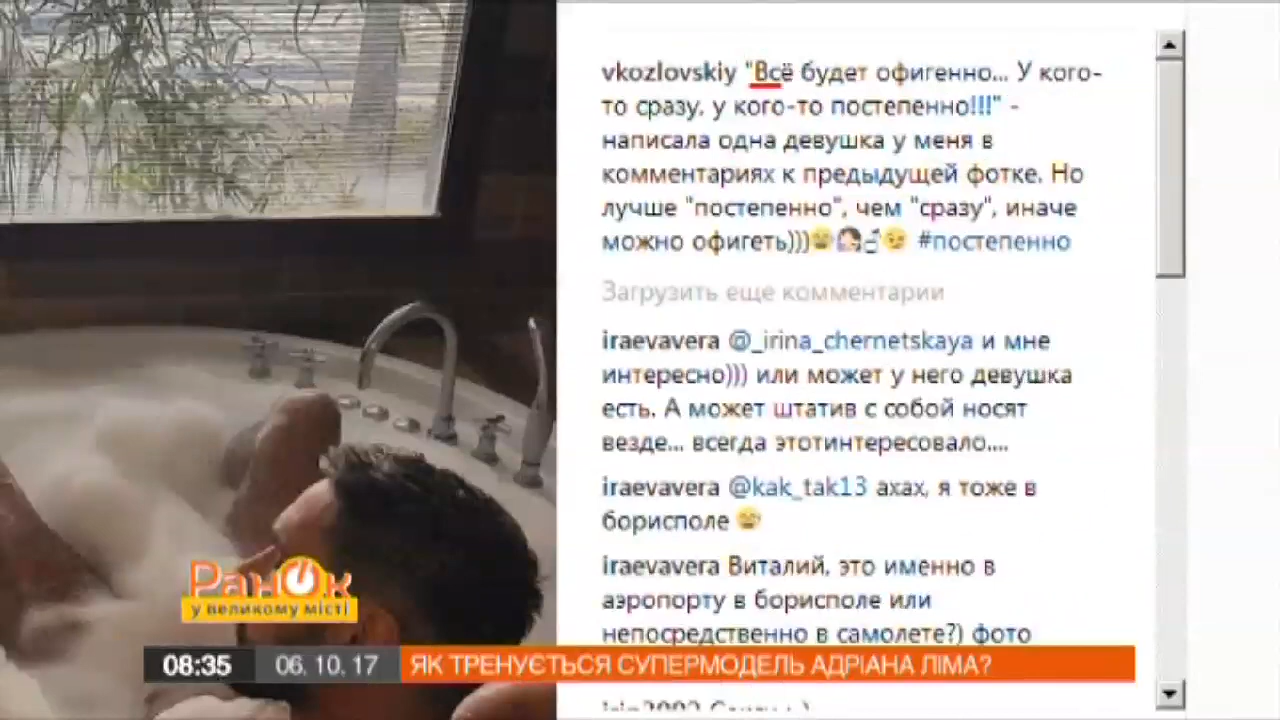 vkozlovskiy "Всё будет офигенно... У кого-
то сразу, у кого-то постепенно!!!" -
написала одна девушка у меня в
комментариях к предыдущей фотке. Но
лучше "постепенно", чем "сразу", иначе
можно офигеть))) #постепенно
Загрузить еще комментарии
iraevavera @_irina_chernetskaya и мне
интересно))) или может у него девушка
есть. А может штатив с собой носят
везде... всегда этотинтересовало....
iraevavera @kak_tak13 ахах, я тоже в
борисполе
iraevavera Виталий, это именно в
аэропорту в борисполе или
непосредственно в самолете?) фото
Ранок
у великому місті
08:35 06. 10. 17 ЯК ТРЕНУЄТЬСЯ СУПЕРМОДЕЛЬ АДРІАНА ЛІМА?